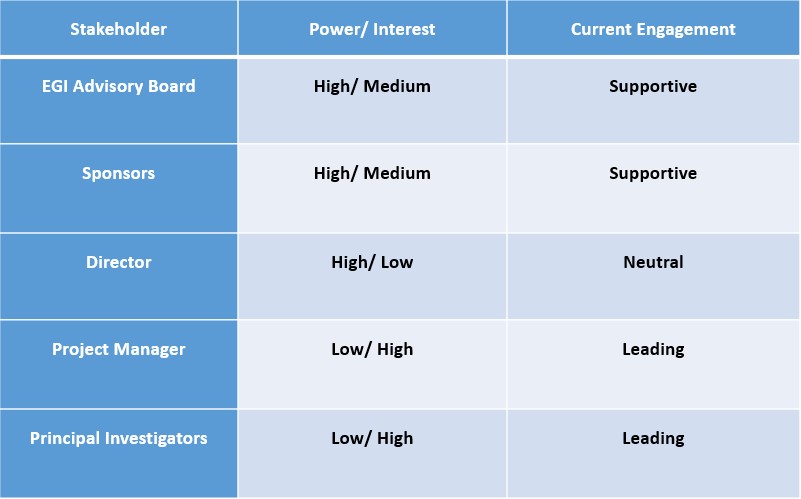 Stakeholder Power/ Interest Current Engagement
EGI Advisory Board High/ Medium Supportive
Sponsors High/ Medium Supportive
Director High/ Low Neutral
Project Manager Low/ High Leading
Principal Investigators Low/ High Leading